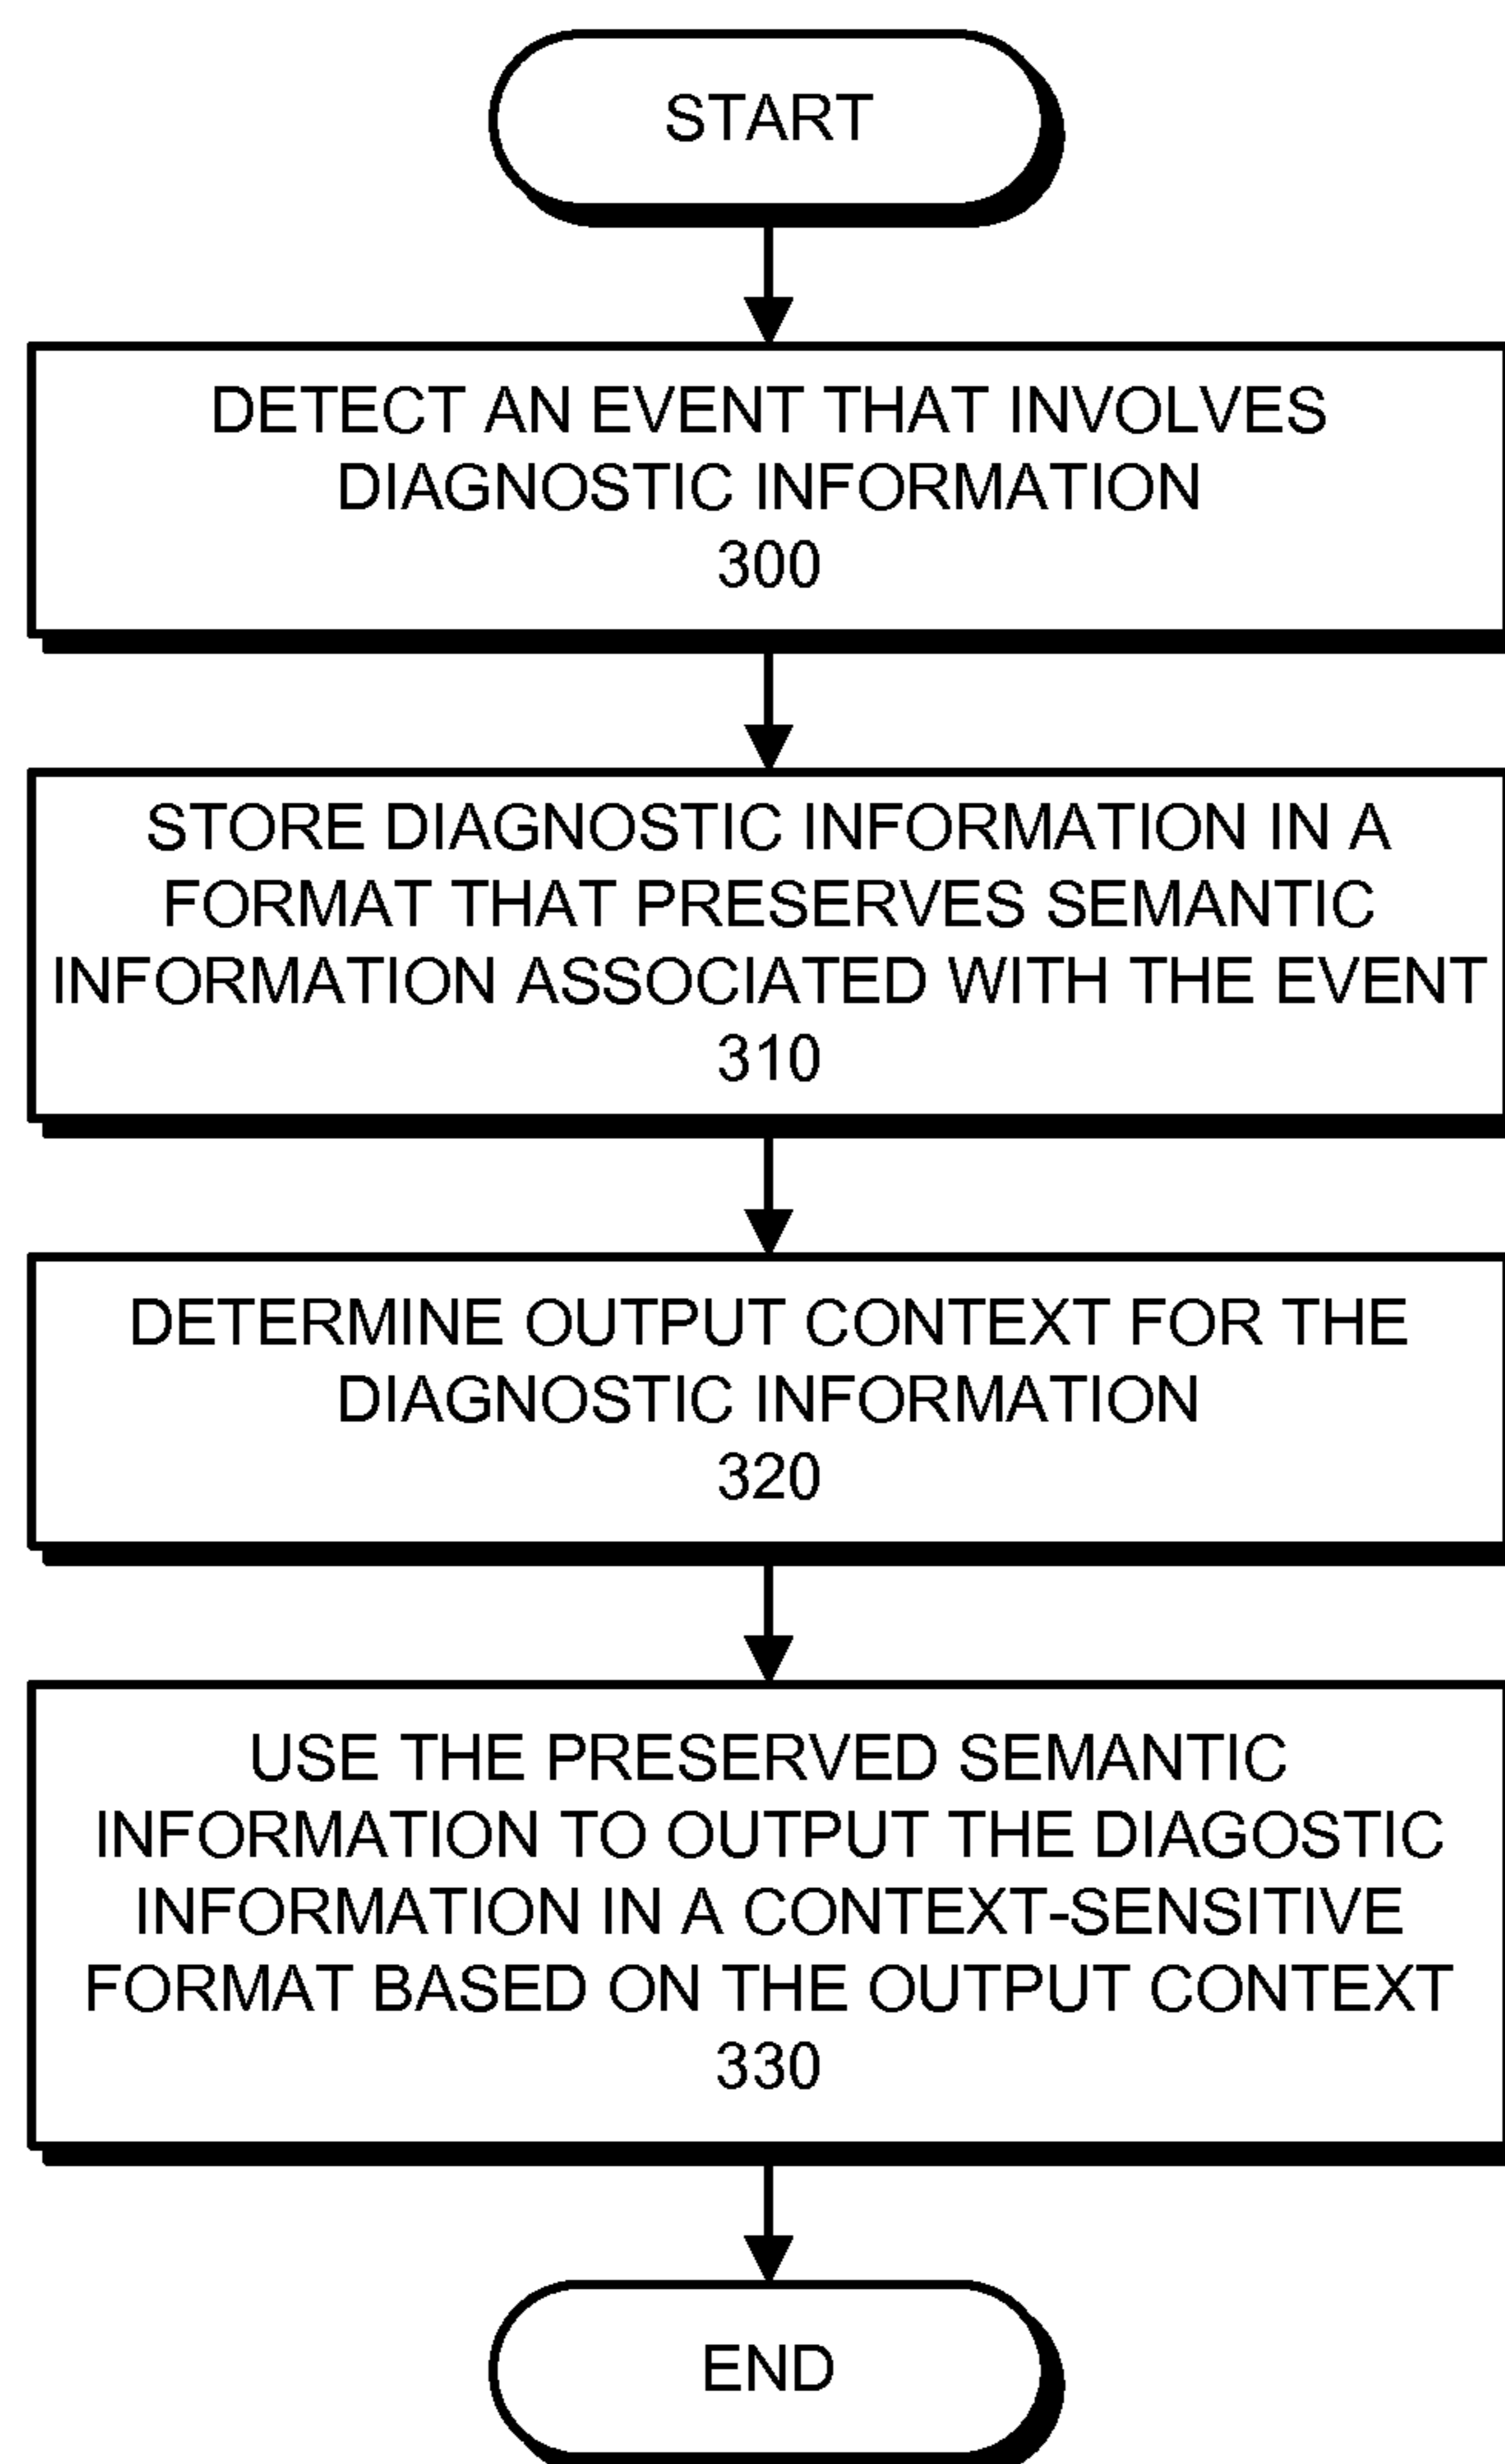 START
DETECT AN EVENT THAT INVOLVES
DIAGNOSTIC INFORMATION
300
STORE DIAGNOSTIC INFORMATION IN A
FORMAT THAT PRESERVES SEMANTIC
INFORMATION ASSOCIATED WITH THE EVENT
310
DETERMINE OUTPUT CONTEXT FOR THE
DIAGNOSTIC INFORMATION
320
USE THE PRESERVED SEMANTIC
INFORMATION TO OUTPUT THE DIAGOSTIC
INFORMATION IN A CONTEXT-SENSITIVE
FORMAT BASED ON THE OUTPUT CONTEXT
330
END